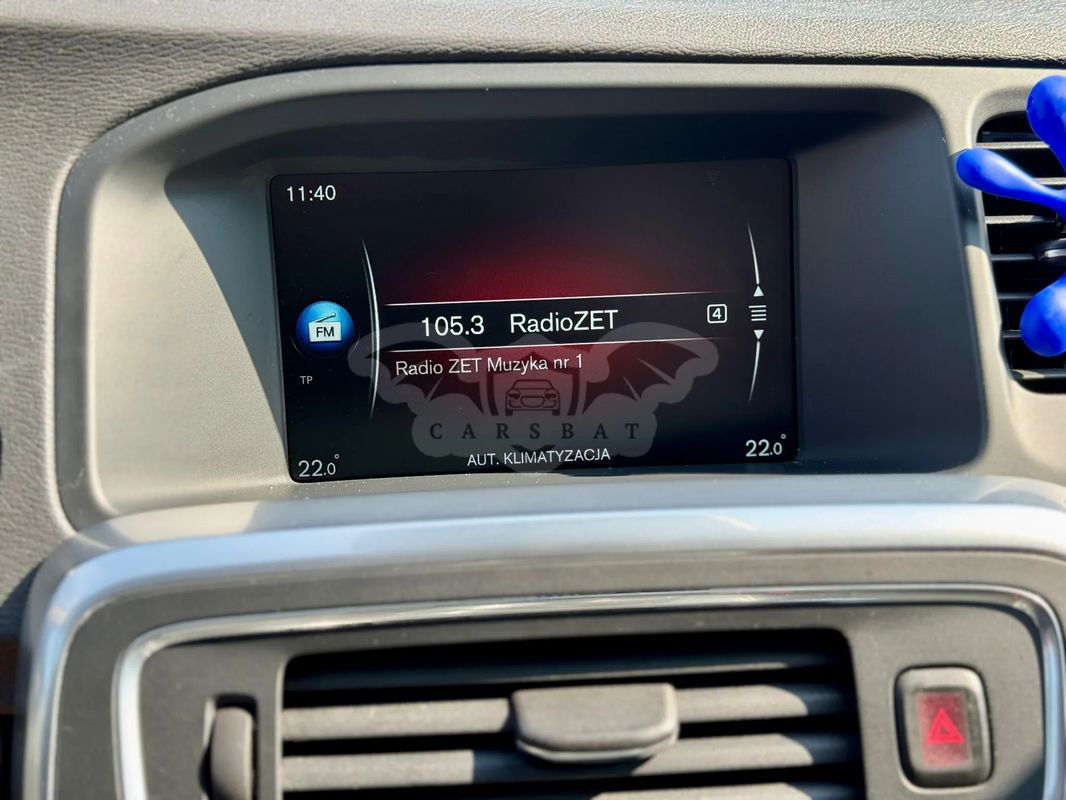 11:40
FM
105.3 RadioZET 4
Radio ZET Muzyka nr 1
TP
CARSBAT
22.0° AUT. KLIMATYZACJA 22.0°